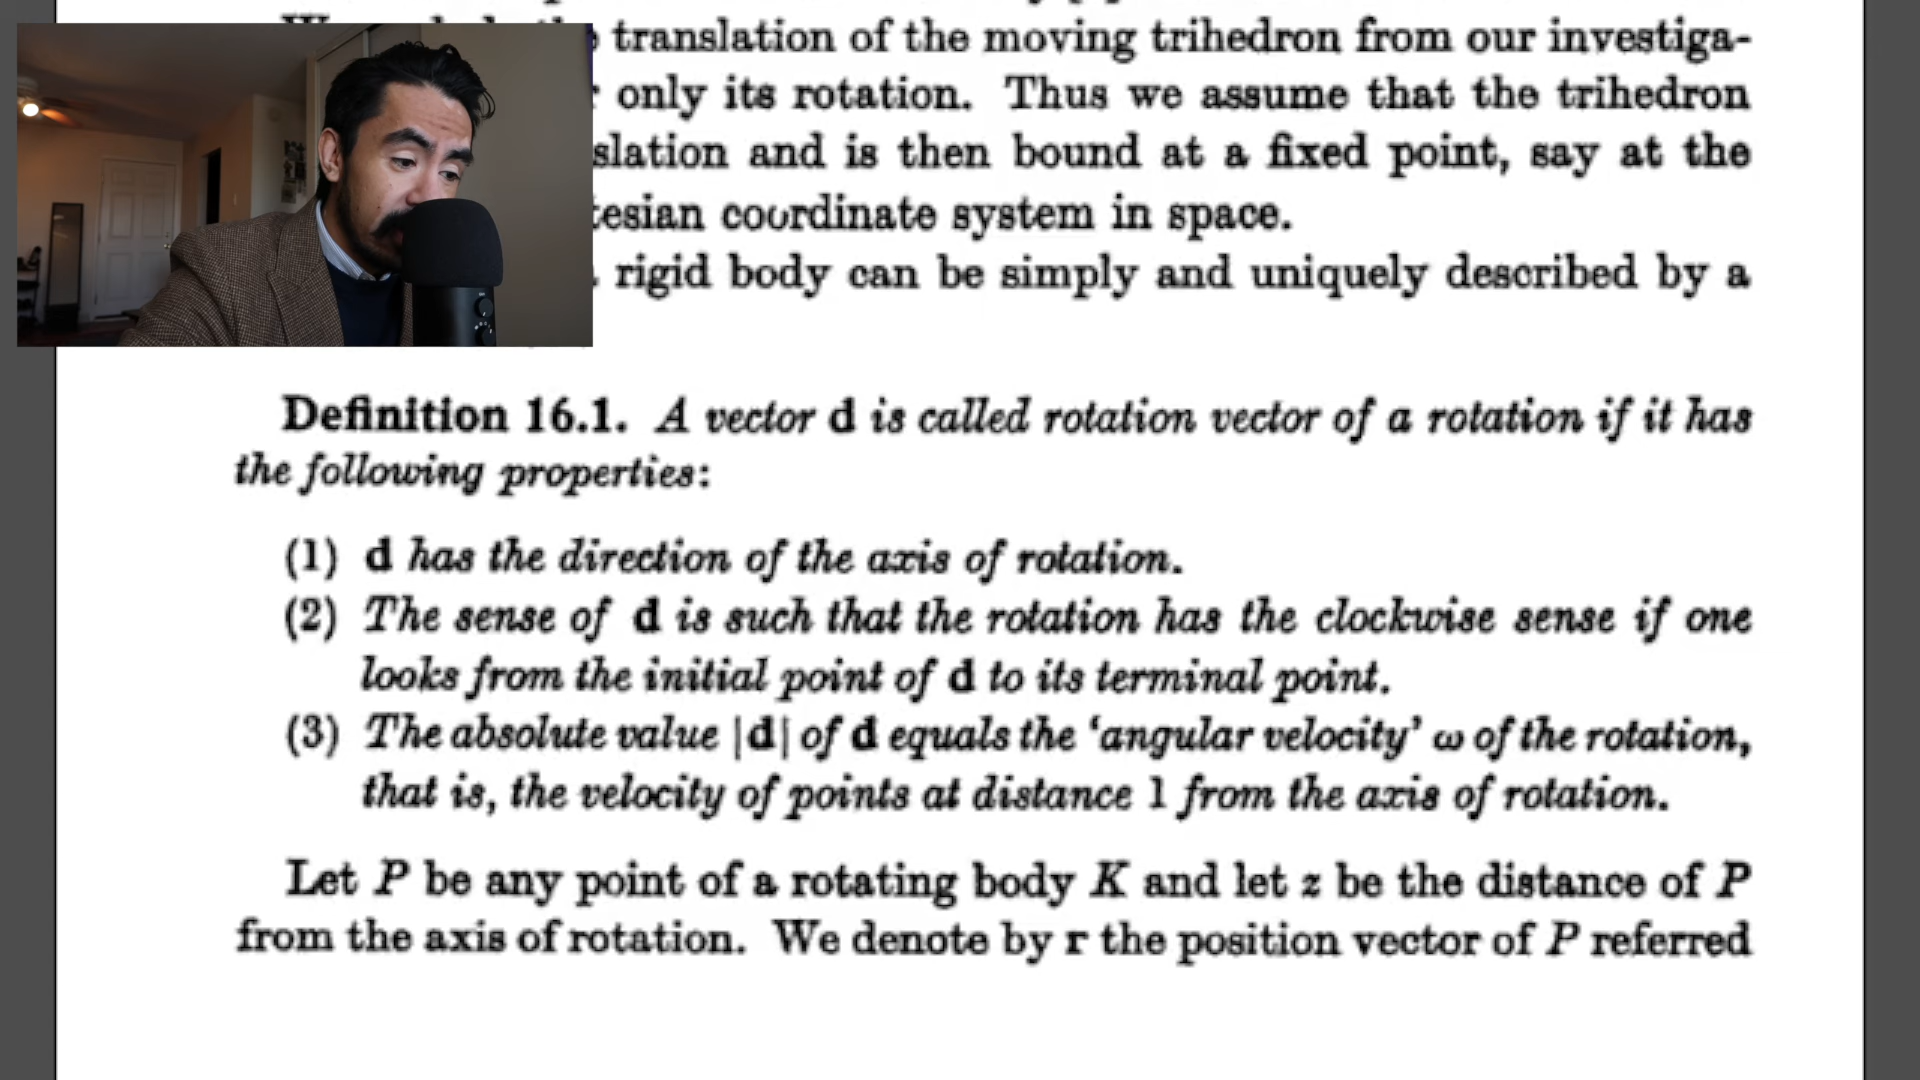 translation of the moving trihedron from our investiga-
only its rotation. Thus we assume that the trihedron
slation and is then bound at a fixed point, say at the
tesian coordinate system in space.
rigid body can be simply and uniquely described by a
Definition 16.1. A vector d is called rotation vector of a rotation if it has
the following properties:
(1) d has the direction of the axis of rotation.
(2) The sense of d is such that the rotation has the clockwise sense if one
looks from the initial point of d to its terminal point.
(3) The absolute value |d| of d equals the ‘angular velocity’ ω of the rotation,
that is, the velocity of points at distance 1 from the axis of rotation.
Let P be any point of a rotating body K and let z be the distance of P
from the axis of rotation. We denote by r the position vector of P referred